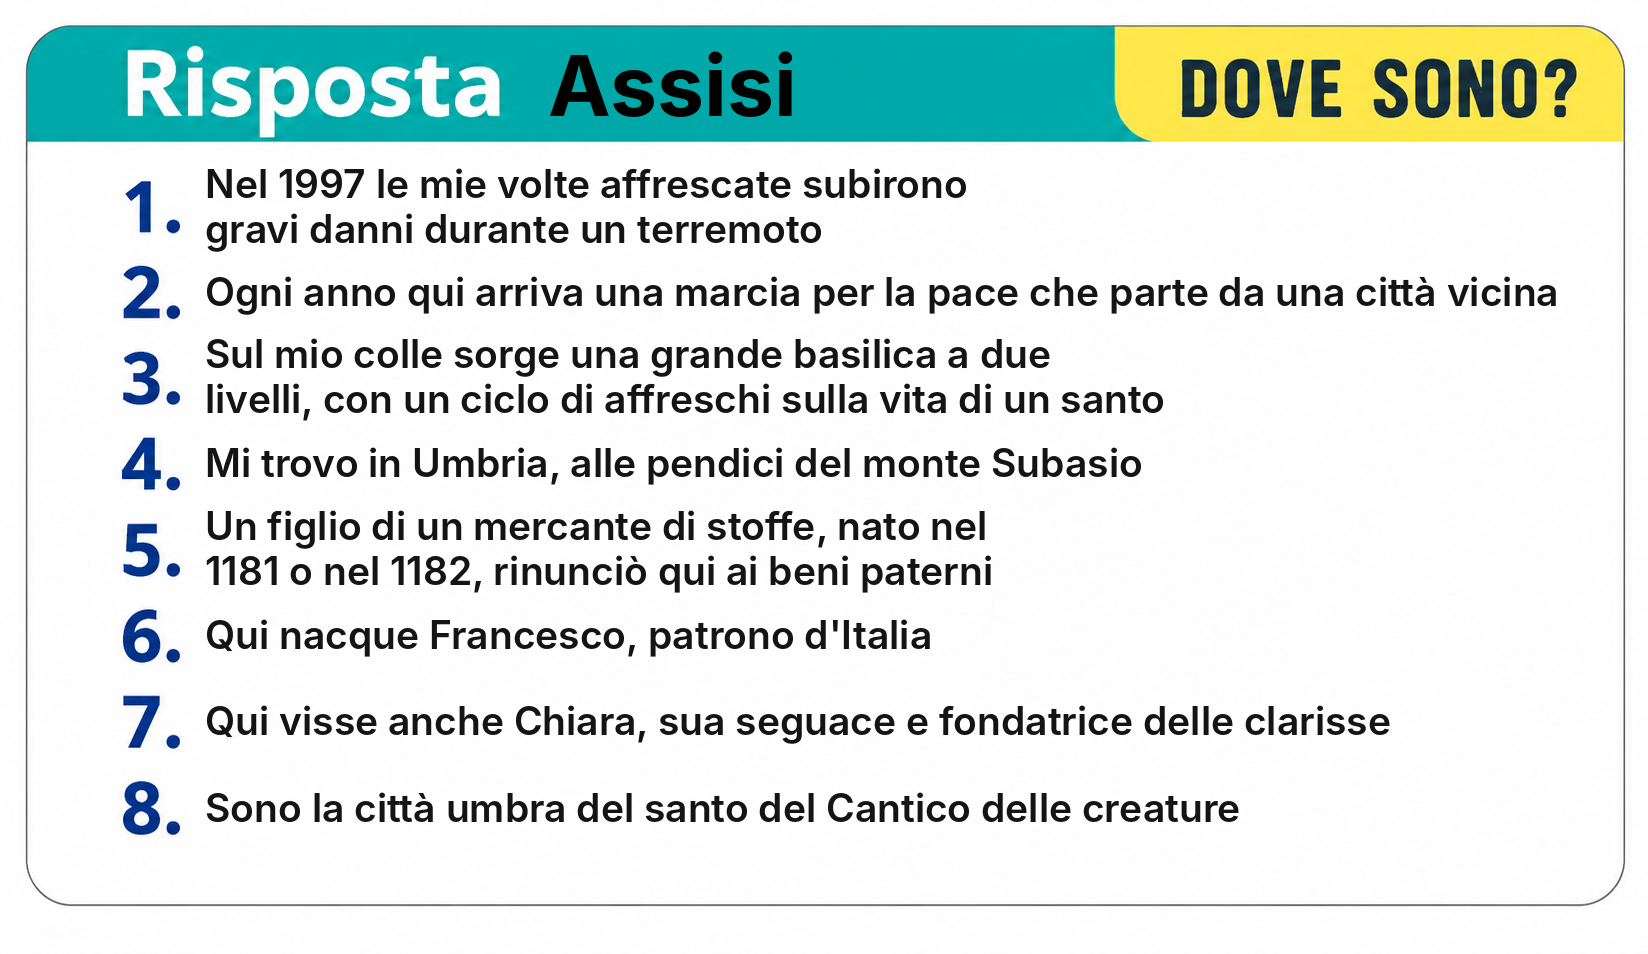 Risposta Assisi
DOVE SONO?
1. Nel 1997 le mie volte affrescate subirono
gravi danni durante un terremoto
2. Ogni anno qui arriva una marcia per la pace che parte da una città vicina
3. Sul mio colle sorge una grande basilica a due
livelli, con un ciclo di affreschi sulla vita di un santo
4. Mi trovo in Umbria, alle pendici del monte Subasio
5. Un figlio di un mercante di stoffe, nato nel
1181 o nel 1182, rinunciò qui ai beni paterni
6. Qui nacque Francesco, patrono d'Italia
7. Qui visse anche Chiara, sua seguace e fondatrice delle clarisse
8. Sono la città umbra del santo del Cantico delle creature